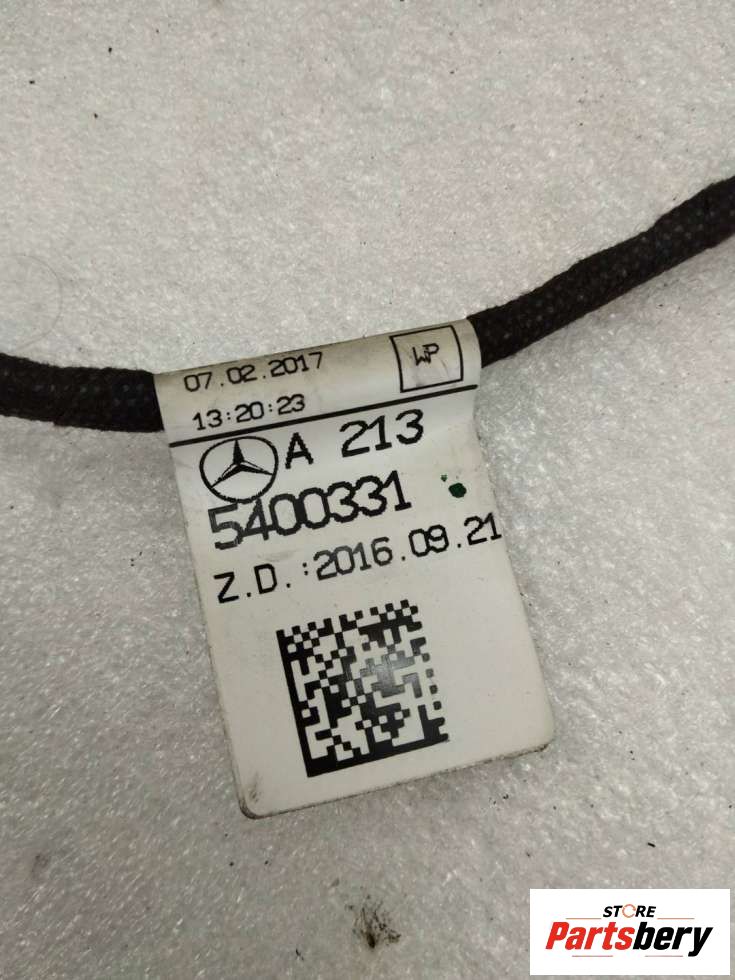 07.02.2017
WP
13:20:23
A 213
5400331
Z.D.:2016.09.21
STORE
Partsbery